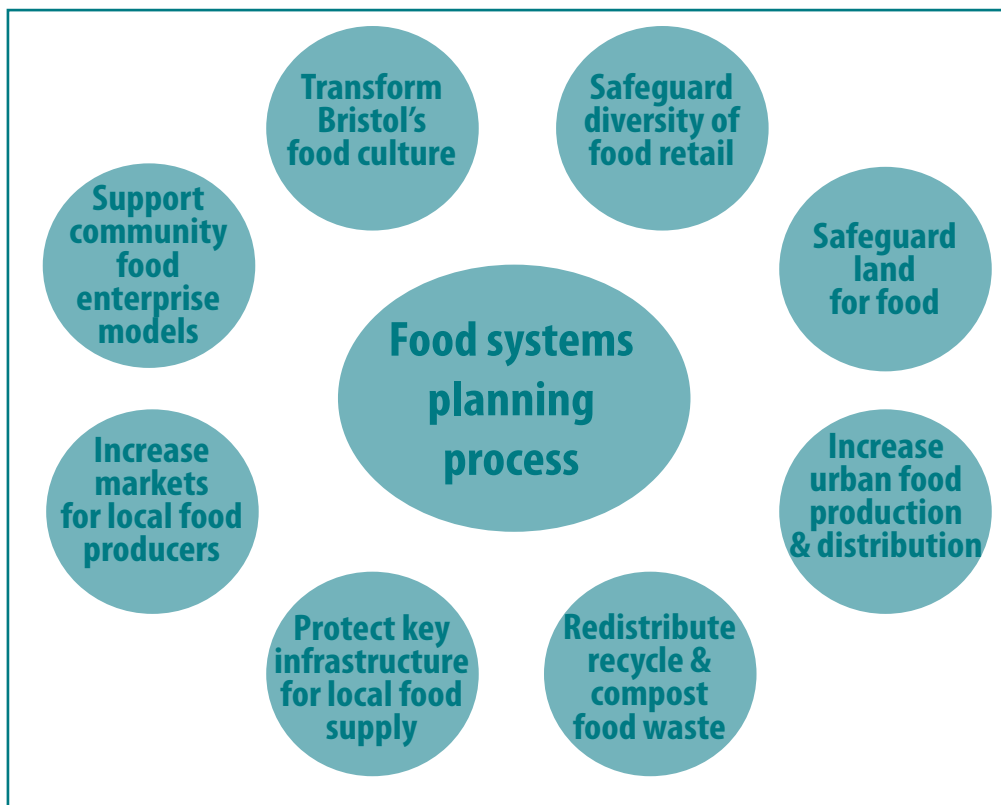 Transform
Bristol’s
food culture
Safeguard
diversity of
food retail
Safeguard
land
for food
Increase
urban food
production
& distribution
Redistribute
recycle &
compost
food waste
Protect key
infrastructure
for local food
supply
Increase
markets
for local food
producers
Support
community
food
enterprise
models
Food systems
planning
process